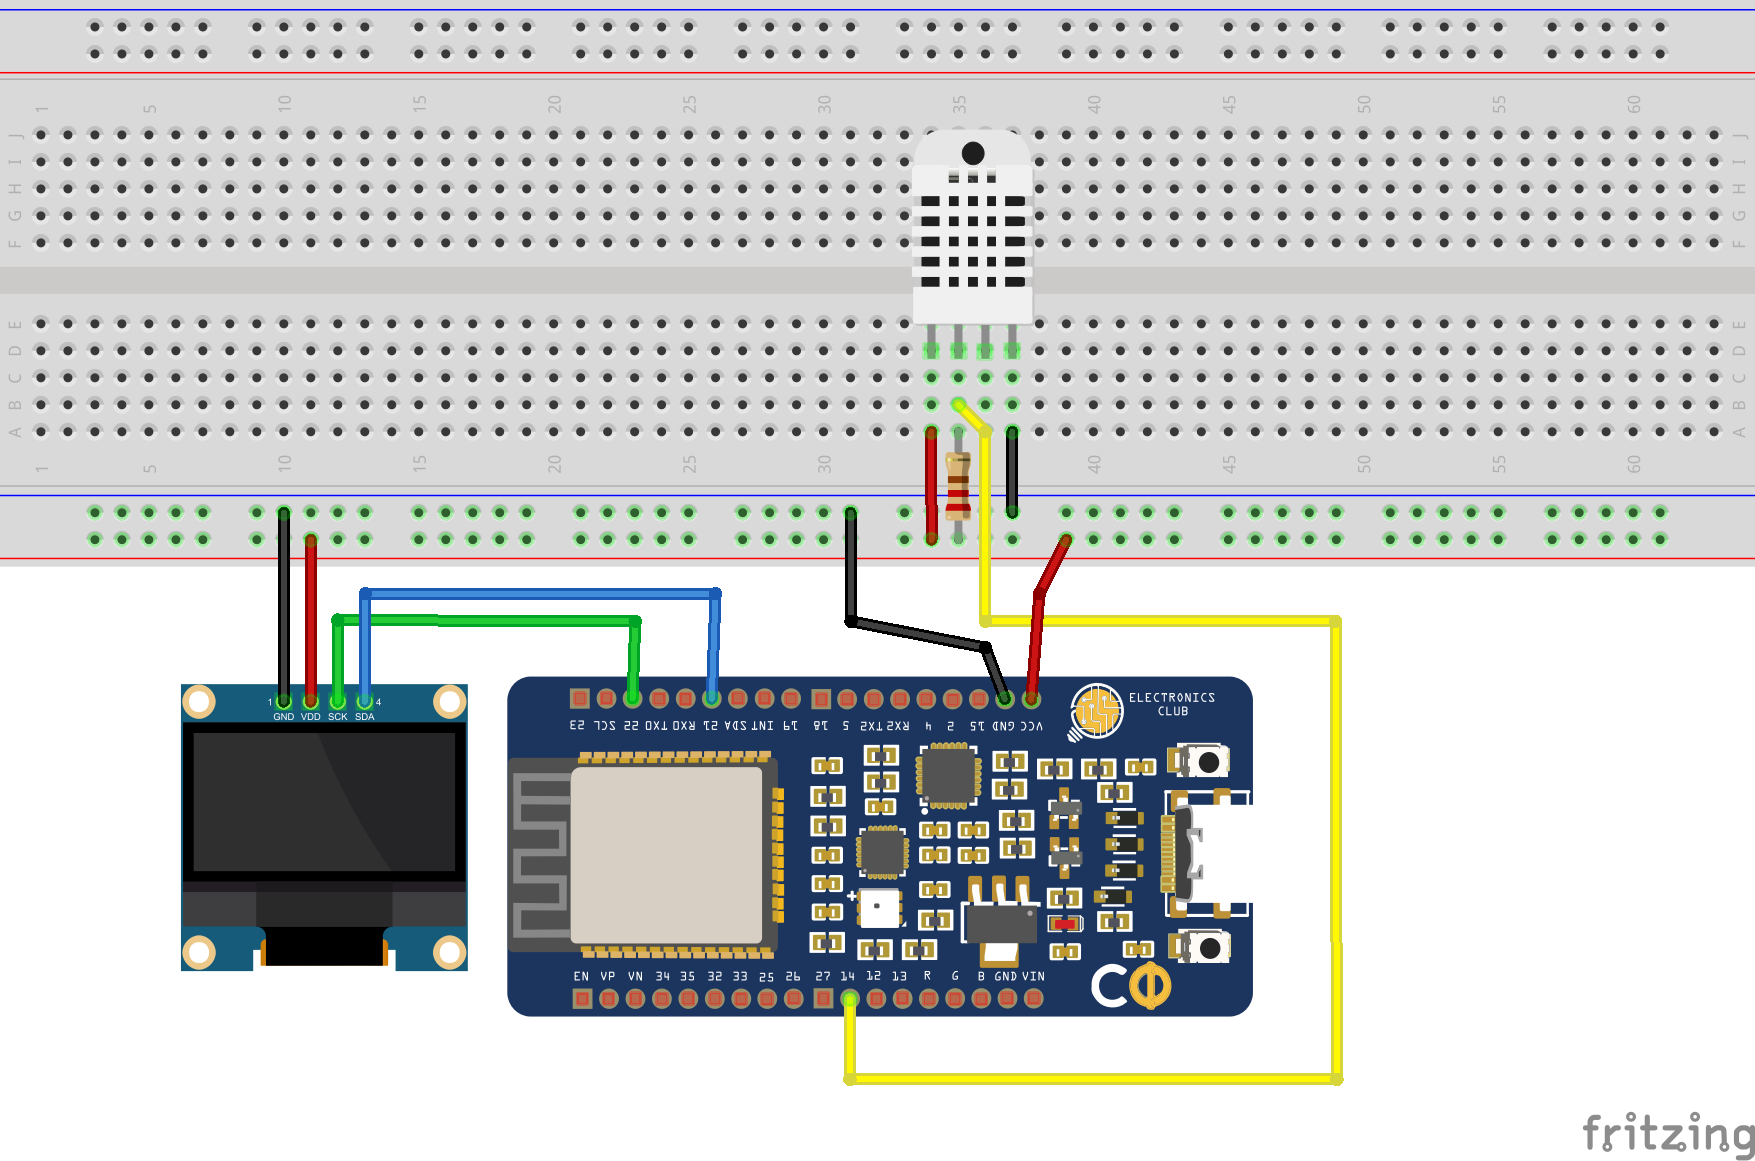 1 5 10 15 20 25 30 35 40 45 50 55 60
J J
I I
H H
G G
F F
E E
D D
C C
B B
A A
1 5 10 15 20 25 30 40 45 50 55 60
1 4
GND VDD SCK SDA
23 SCL 22 TXD RXD 21 SDA INT 19 18 5 TX2 RX2 4 2 15 GND VCC
ELECTRONICS
CLUB
+
EN VP VN 34 35 32 33 25 26 27 14 12 13 R G B GND VIN
fritzing